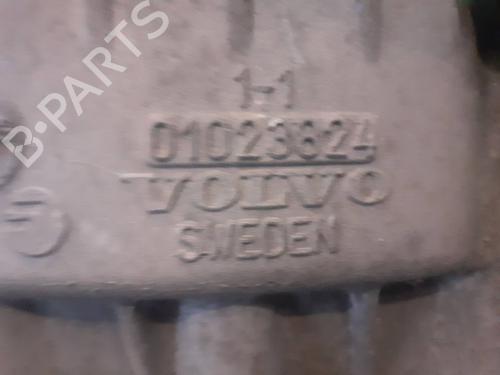 B-PARTS
1-1
01023824
VOLVO
SWEDEN